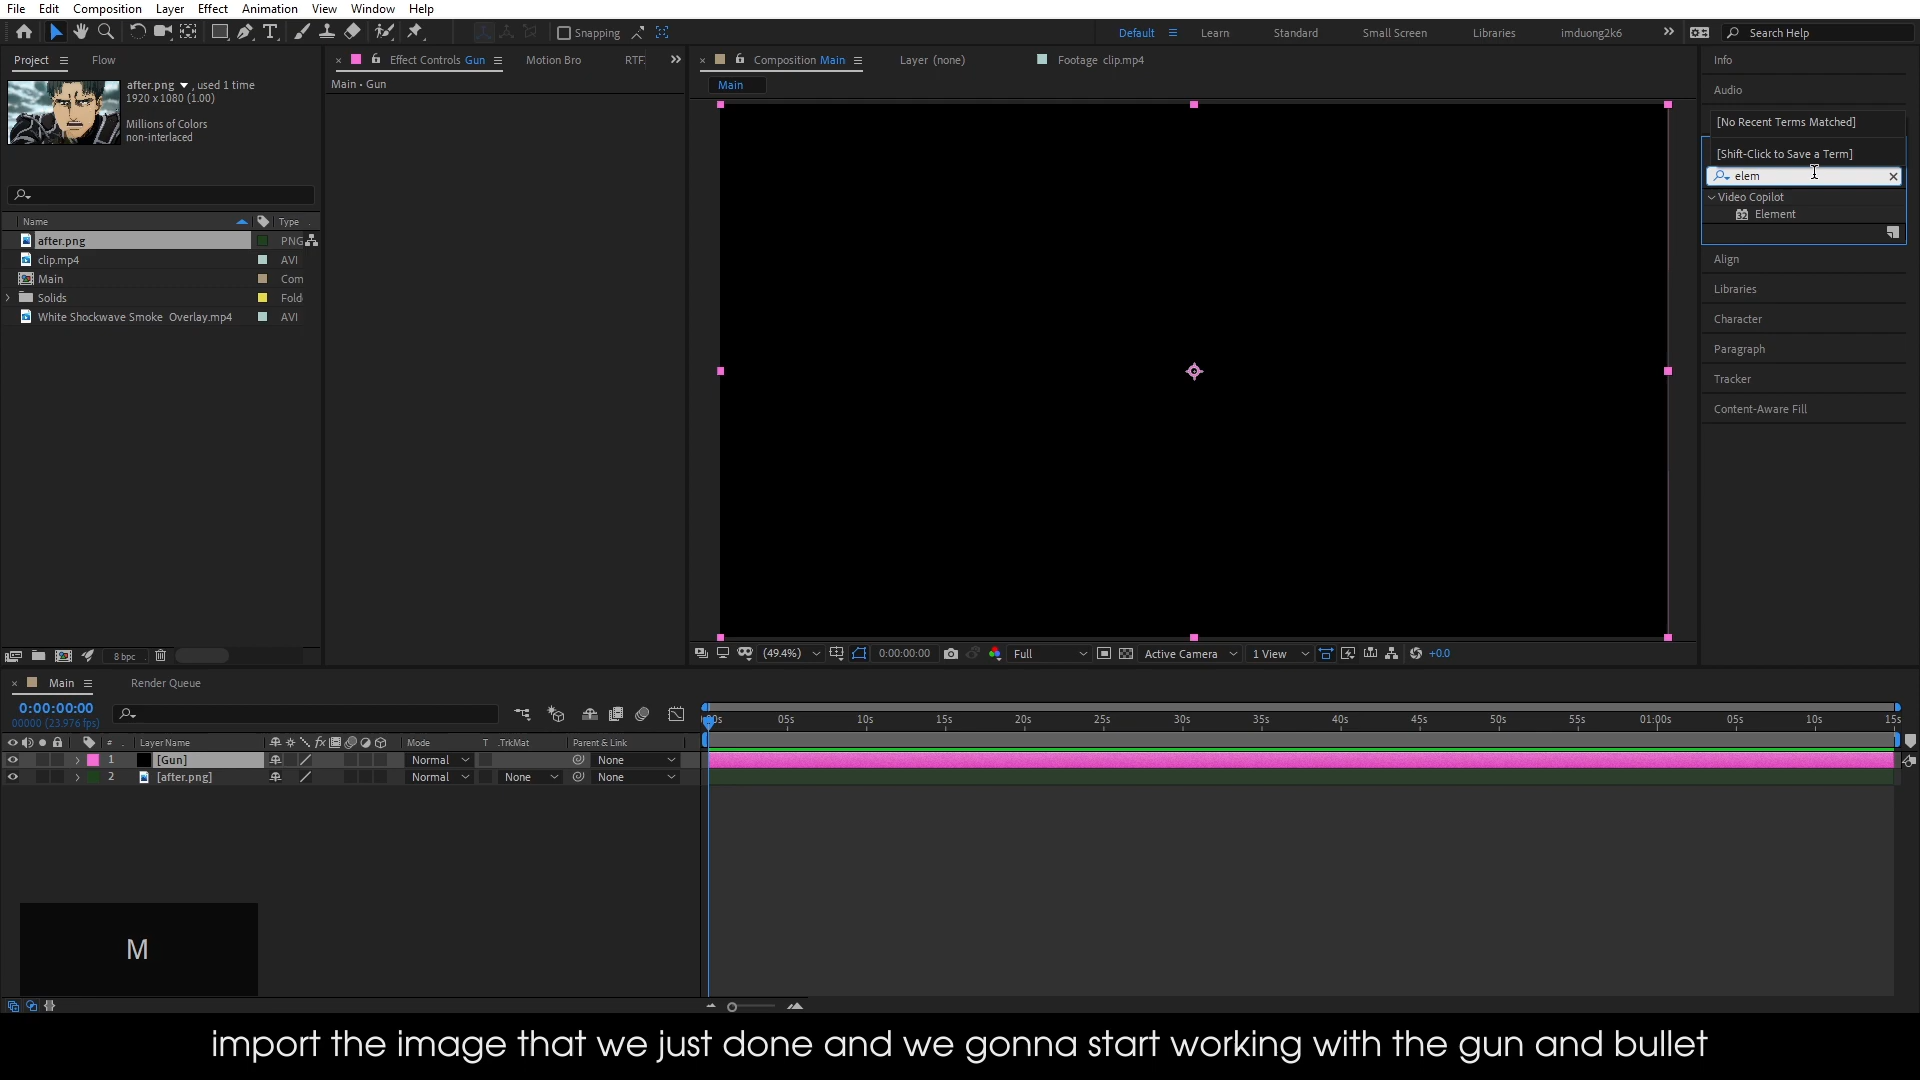 File Edit Composition Layer Effect Animation View Window Help
Snapping
Default Learn Standard Small Screen Libraries imduong2k6 Search Help
Project Flow
after.png , used 1 time
1920 x 1080 (1.00)
Millions of Colors
non-interlaced
Name Type
after.png PNG
clip.mp4 AVI
Main Com
Solids Fold
White Shockwave Smoke Overlay.mp4 AVI
8 bpc
Effect Controls Gun Motion Bro RTF
Main • Gun
Composition Main Layer (none) Footage clip.mp4
Main
(49.4%) 0:00:00:00 Full Active Camera 1 View +0.0
Info
Audio
[No Recent Terms Matched]
[Shift-Click to Save a Term]
elem
Video Copilot
32 Element
Align
Libraries
Character
Paragraph
Tracker
Content-Aware Fill
Main Render Queue
0:00:00:00
00000 (23.976 fps)
:00s 05s 10s 15s 20s 25s 30s 35s 40s 45s 50s 55s 01:00s 05s 10s 15s
# Layer Name fx Mode T .TrkMat Parent & Link
1 [Gun] Normal None
2 [after.png] Normal None None
M
import the image that we just done and we gonna start working with the gun and bullet